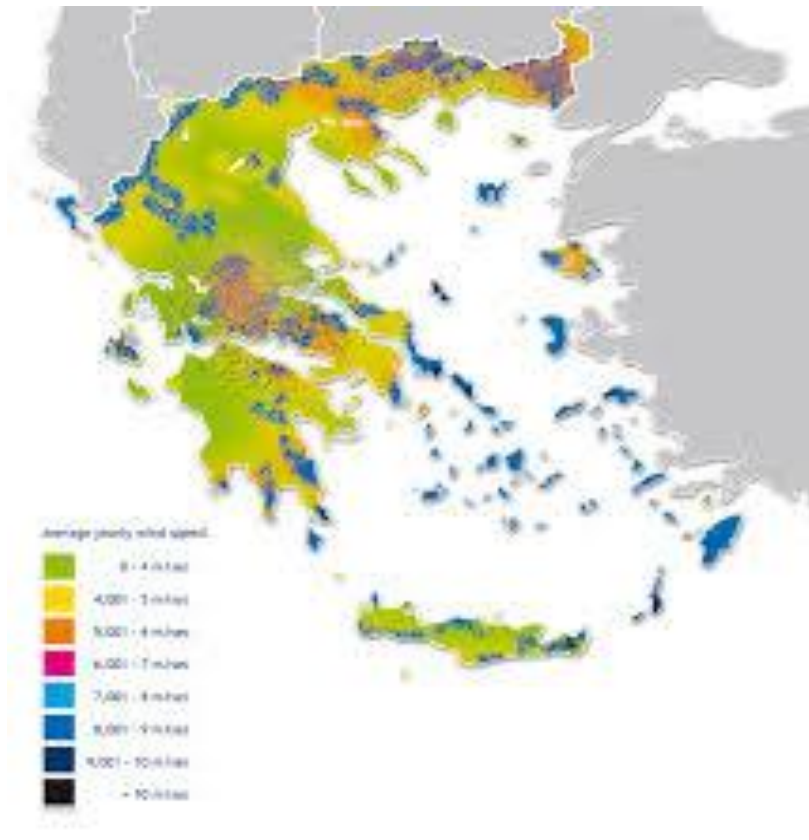 Average yearly wind speed
0 - 4 m/sec
4,001 - 5 m/sec
5,001 - 6 m/sec
6,001 - 7 m/sec
7,001 - 8 m/sec
8,001 - 9 m/sec
9,001 - 10 m/sec
> 10 m/sec